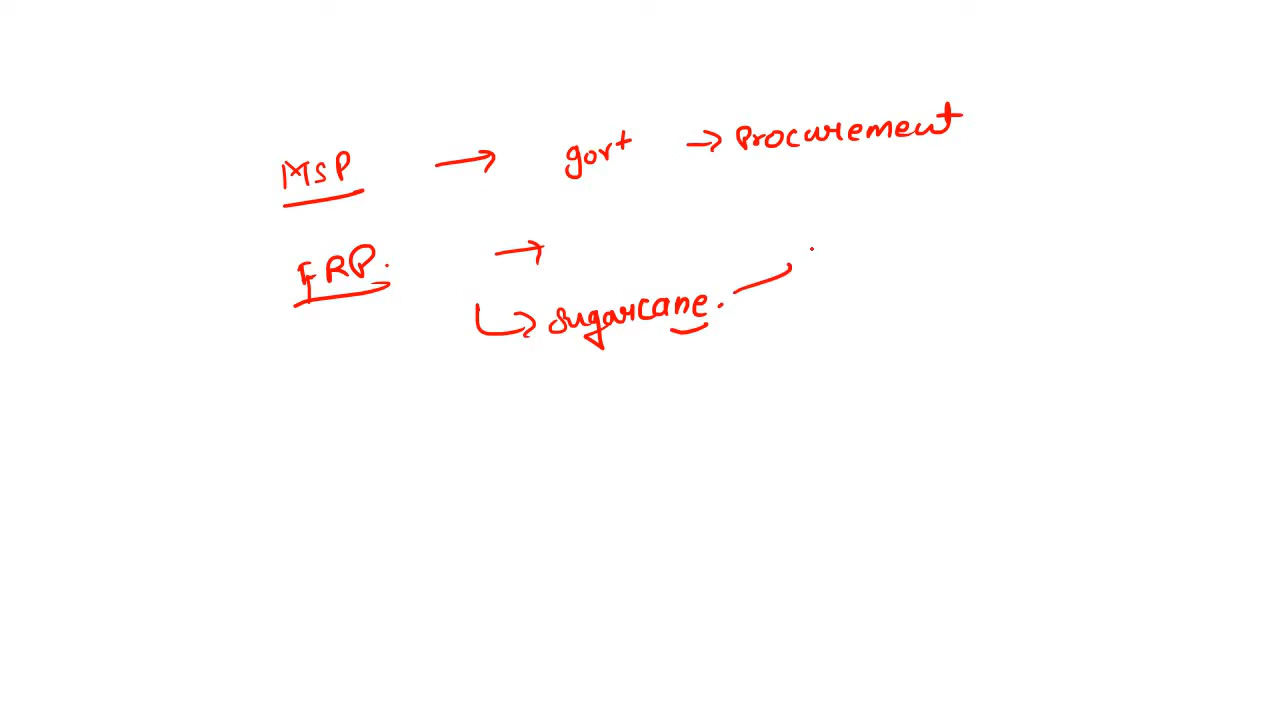 MSP → govt → Procurement
FRP. →
↳ Sugarcane.